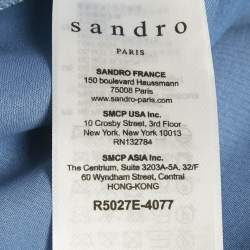 sandro
PARIS
SANDRO FRANCE
150 boulevard Haussmann
75008 Paris
sandro-paris.com
SMCP USA Inc.
10 Crosby Street, 3rd Floor
New York, New York 10013
RN132784
SMCP ASIA Inc.
The Centrium, Suite 3203A-5A, 32/F
60 Wyndham Street, Central
HONG-KONG
R5027E-4077